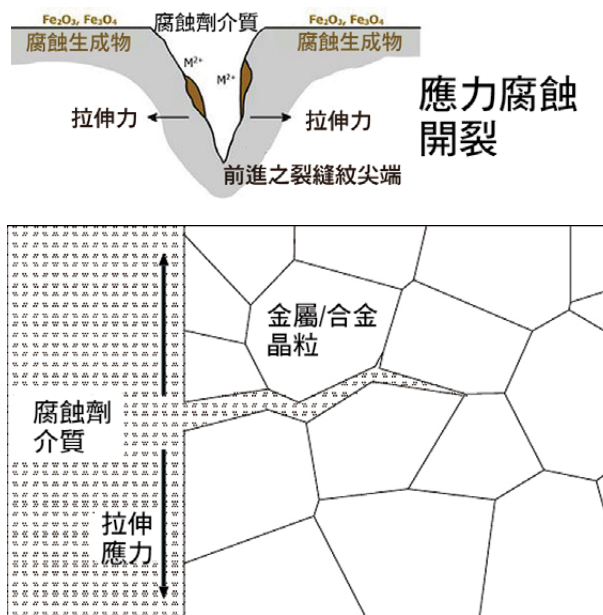 Fe₂O₃, Fe₃O₄
腐蝕劑介質
Fe₂O₃, Fe₃O₄
腐蝕生成物
腐蝕生成物
M²⁺
M²⁺
拉伸力
拉伸力
應力腐蝕
開裂
前進之裂縫紋尖端
金屬/合金
晶粒
腐蝕劑
介質
拉伸
應力